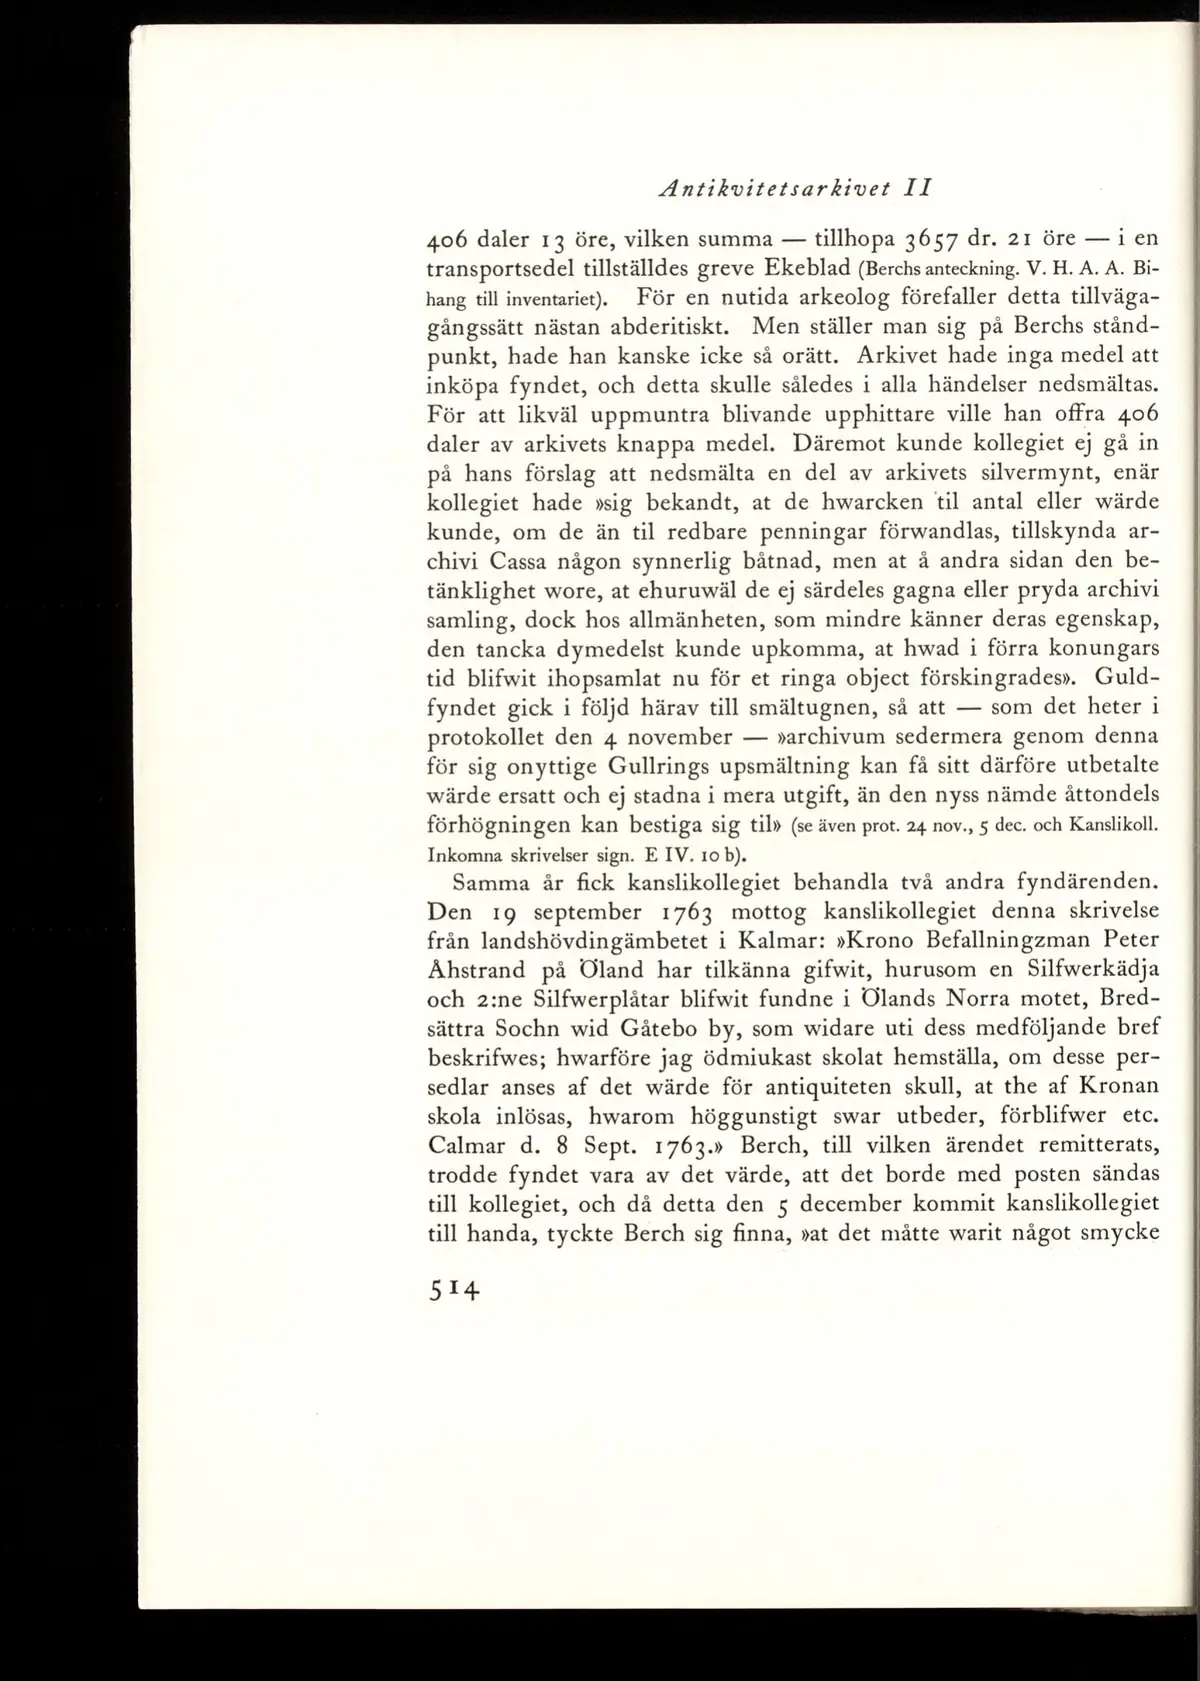 Antikvitetsarkivet II
406 daler 13 öre, vilken summa — tillhopa 3657 dr. 21 öre — i en
transportsedel tillställdes greve Ekeblad (Berchs anteckning. V. H. A. A. Bi-
hang till inventariet). För en nutida arkeolog förefaller detta tillväga-
gångssätt nästan abderitiskt. Men ställer man sig på Berchs stånd-
punkt, hade han kanske icke så orätt. Arkivet hade inga medel att
inköpa fyndet, och detta skulle således i alla händelser nedsmältas.
För att likväl uppmuntra blivande upphittare ville han offra 406
daler av arkivets knappa medel. Däremot kunde kollegiet ej gå in
på hans förslag att nedsmälta en del av arkivets silvermynt, enär
kollegiet hade »sig bekandt, at de hwarcken til antal eller wärde
kunde, om de än til redbare penningar förwandlas, tillskynda ar-
chivi Cassa någon synnerlig båtnad, men at å andra sidan den be-
tänklighet wore, at ehuruwäl de ej särdeles gagna eller pryda archivi
samling, dock hos allmänheten, som mindre känner deras egenskap,
den tancka dymedelst kunde upkomma, at hwad i förra konungars
tid blifwit ihopsamlat nu för et ringa object förskingrades». Guld-
fyndet gick i följd härav till smältugnen, så att — som det heter i
protokollet den 4 november — »archivum sedermera genom denna
för sig onyttige Gullrings upsmältning kan få sitt därföre utbetalte
wärde ersatt och ej stadna i mera utgift, än den nyss nämde åttondels
förhögningen kan bestiga sig til» (se även prot. 24 nov., 5 dec. och Kanslikoll.
Inkomna skrivelser sign. E IV. 10 b).
Samma år fick kanslikollegiet behandla två andra fyndärenden.
Den 19 september 1763 mottog kanslikollegiet denna skrivelse
från landshövdingämbetet i Kalmar: »Krono Befallningzman Peter
Åhstrand på Öland har tilkänna gifwit, hurusom en Silfwerkädja
och 2:ne Silfwerplåtar blifwit fundne i Ölands Norra motet, Bred-
sättra Sochn wid Gåtebo by, som widare uti dess medföljande bref
beskrifwes; hwarföre jag ödmiukast skolat hemställa, om desse per-
sedlar anses af det wärde för antiquiteten skull, at the af Kronan
skola inlösas, hwarom höggunstigt swar utbeder, förblifwer etc.
Calmar d. 8 Sept. 1763.» Berch, till vilken ärendet remitterats,
trodde fyndet vara av det värde, att det borde med posten sändas
till kollegiet, och då detta den 5 december kommit kanslikollegiet
till handa, tyckte Berch sig finna, »at det måtte warit något smycke
514